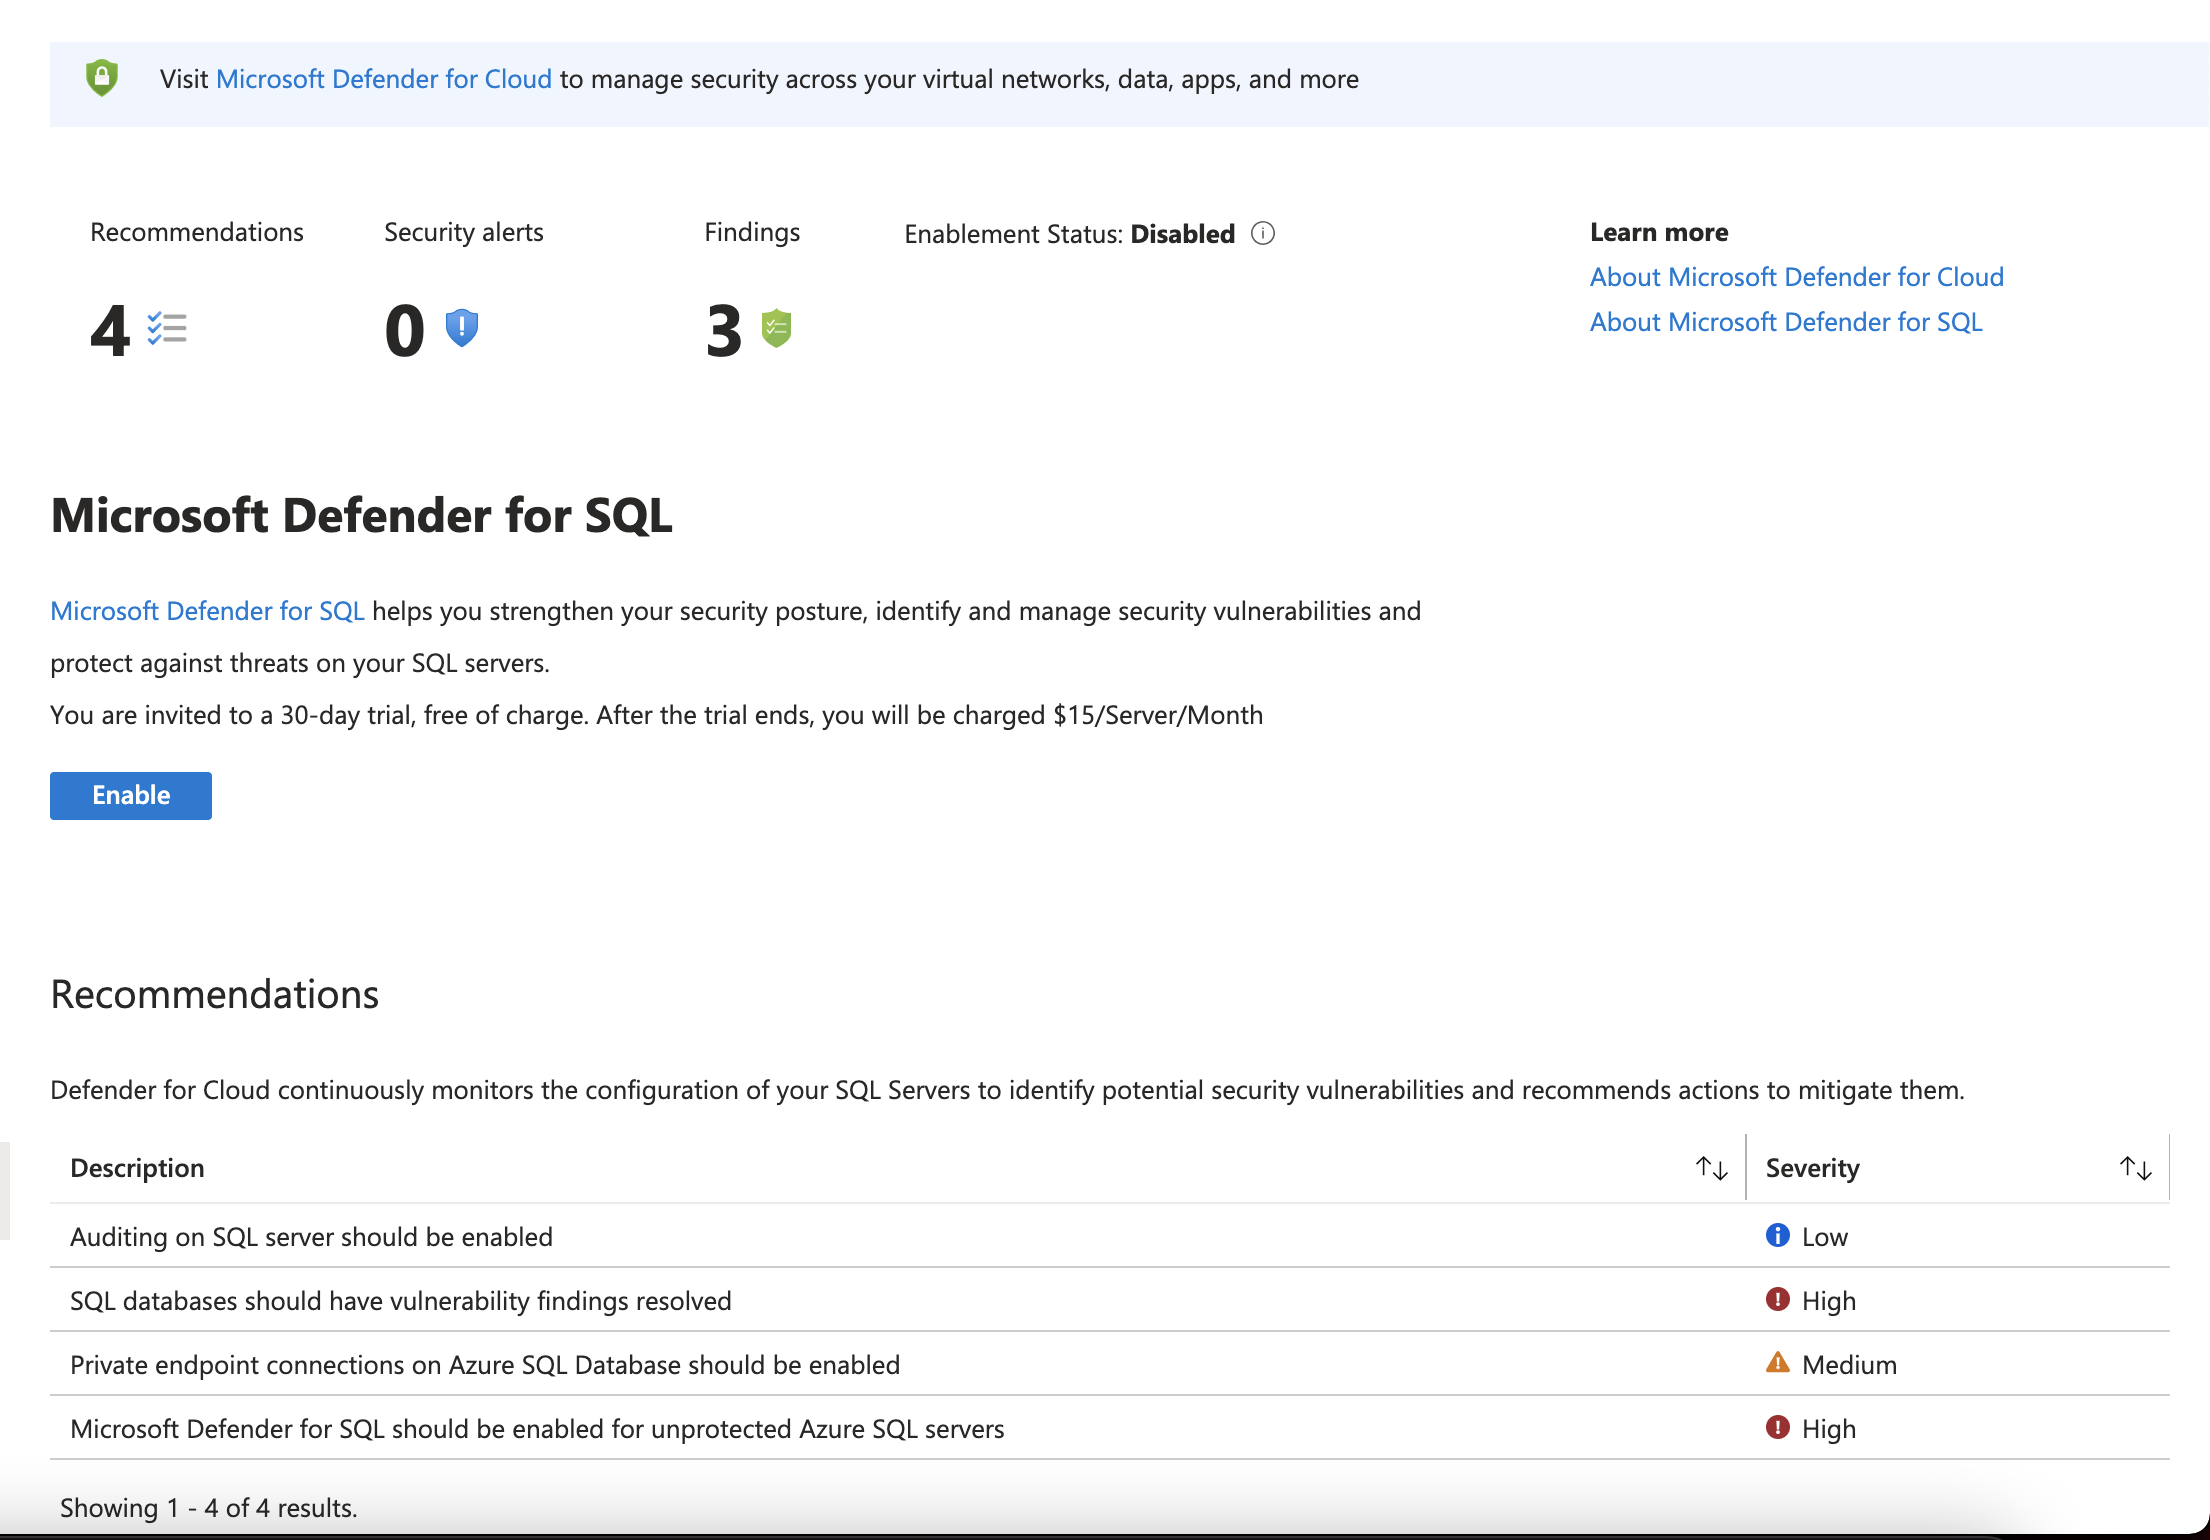 Visit Microsoft Defender for Cloud to manage security across your virtual networks, data, apps, and more
Recommendations
4
Security alerts
0
Findings
3
Enablement Status: Disabled
Learn more
About Microsoft Defender for Cloud
About Microsoft Defender for SQL
Microsoft Defender for SQL
Microsoft Defender for SQL helps you strengthen your security posture, identify and manage security vulnerabilities and
protect against threats on your SQL servers.
You are invited to a 30-day trial, free of charge. After the trial ends, you will be charged $15/Server/Month
Enable
Recommendations
Defender for Cloud continuously monitors the configuration of your SQL Servers to identify potential security vulnerabilities and recommends actions to mitigate them.
Description Severity
Auditing on SQL server should be enabled Low
SQL databases should have vulnerability findings resolved High
Private endpoint connections on Azure SQL Database should be enabled Medium
Microsoft Defender for SQL should be enabled for unprotected Azure SQL servers High
Showing 1 - 4 of 4 results.